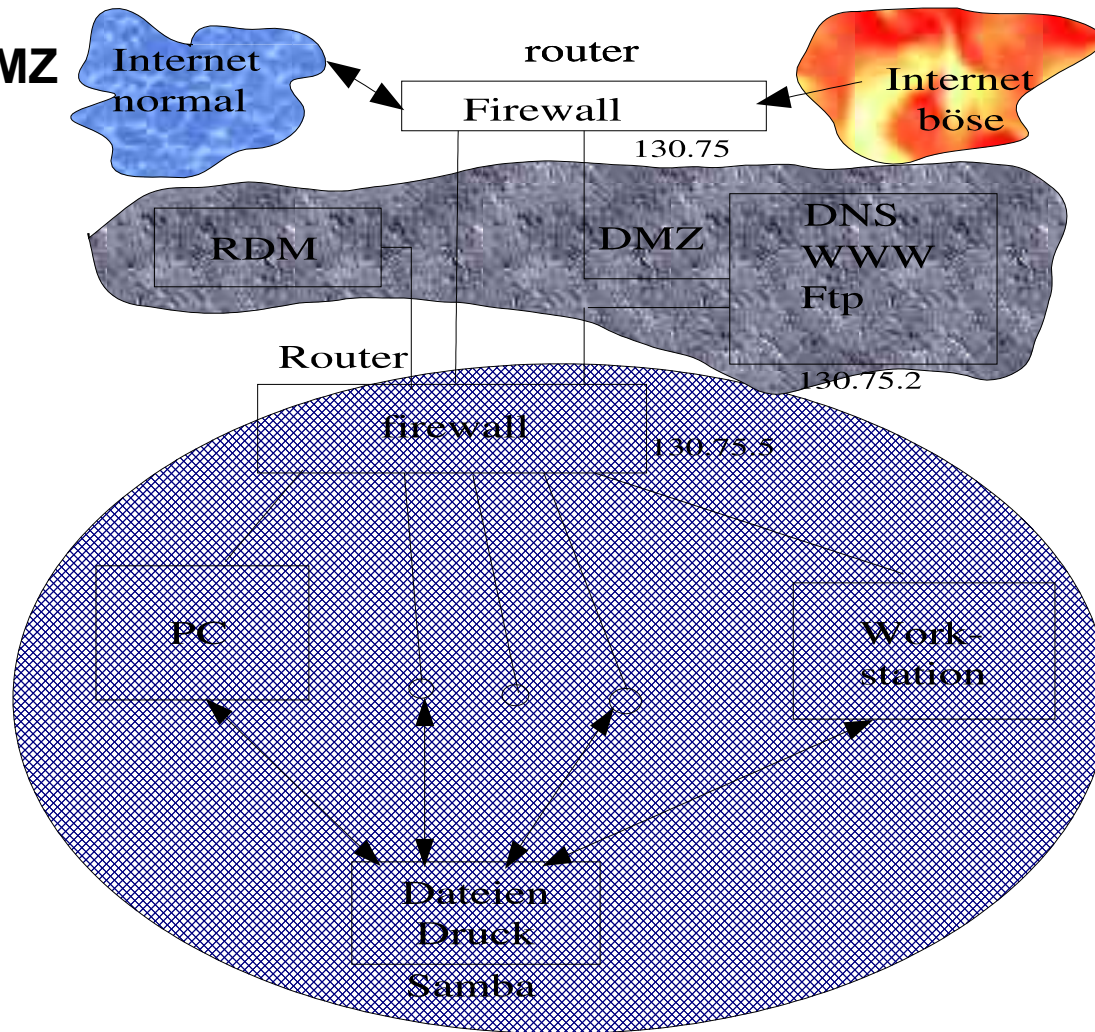 MZ
Internet
normal
router
Firewall
Internet
böse
130.75
RDM
DMZ
DNS
WWW
Ftp
Router
130.75.2
firewall
130.75.5
PC
Work-
station
Dateien
Druck
Samba